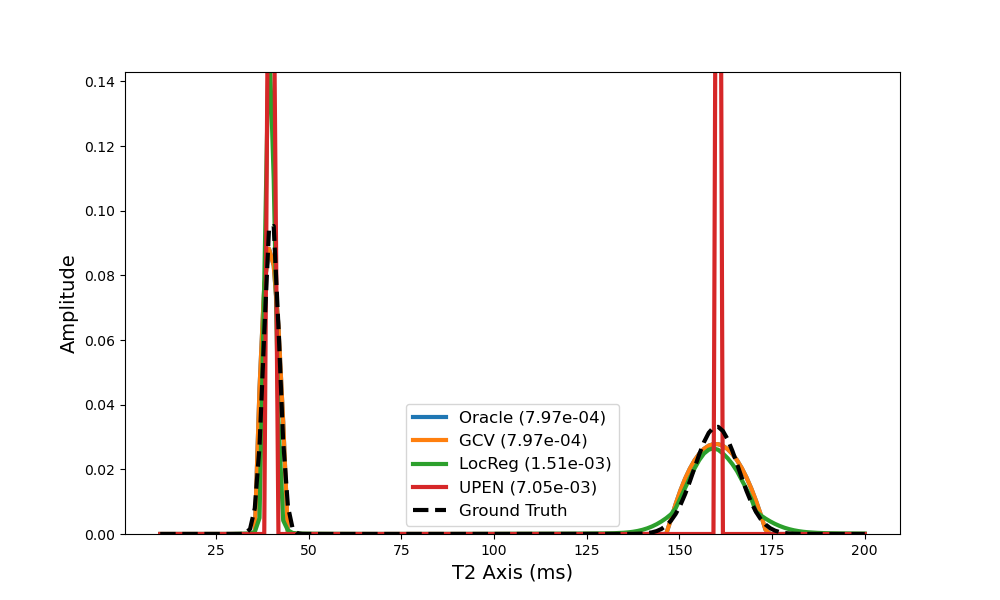 0.14
0.12
0.10
0.08
0.06
0.04
0.02
0.00
Amplitude
Oracle (7.97e-04)
GCV (7.97e-04)
LocReg (1.51e-03)
UPEN (7.05e-03)
Ground Truth
25 50 75 100 125 150 175 200
T2 Axis (ms)